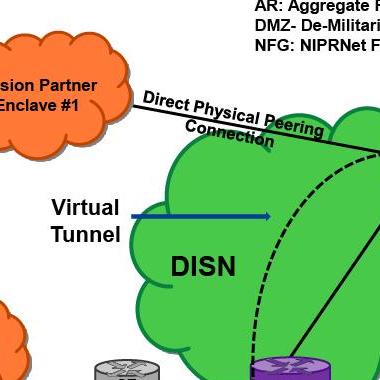 AR: Aggregate
DMZ- De-Militari
NFG: NIPRNet F
sion Partner
Enclave #1
Direct Physical Peering
Connection
Virtual
Tunnel
DISN